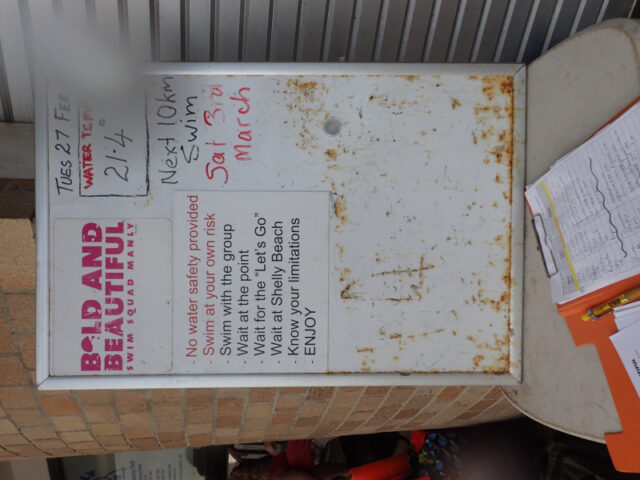 BOLD AND
BEAUTIFUL
SWIM SQUAD MANLY
TUES 27 FEB
WATER
21.4°
Next 10km
Swim
Sat 3rd
March
- No water safety provided
- Swim at your own risk
- Swim with the group
- Wait at the point
- Wait for the "Let's Go"
- Wait at Shelly Beach
- Know your limitations
- ENJOY